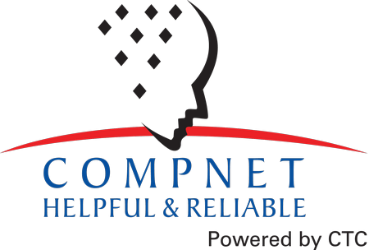 COMPNET
HELPFUL & RELIABLE
Powered by CTC